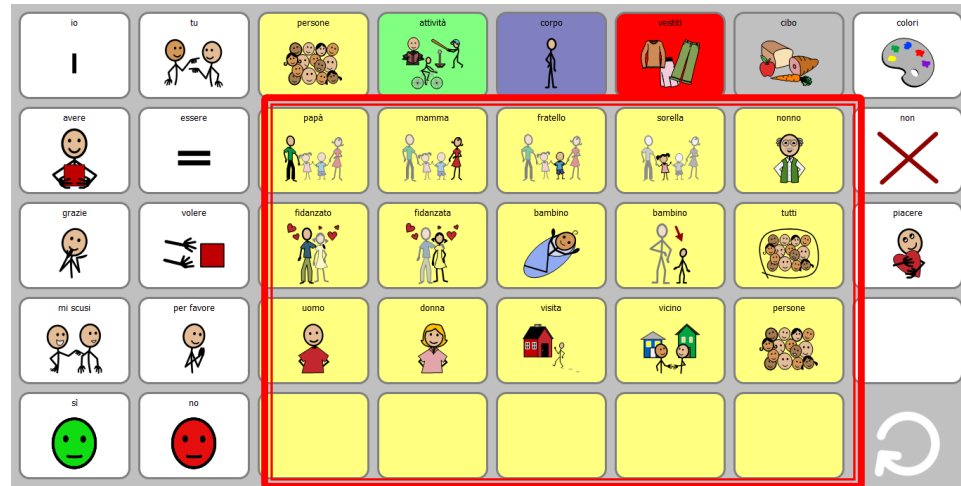 io tu persone attività corpo vestiti cibo colori
avere essere papà mamma fratello sorella nonno non
grazie volere fidanzato fidanzata bambino bambino tutti piacere
mi scusi per favore uomo donna visita vicino persone
sì no